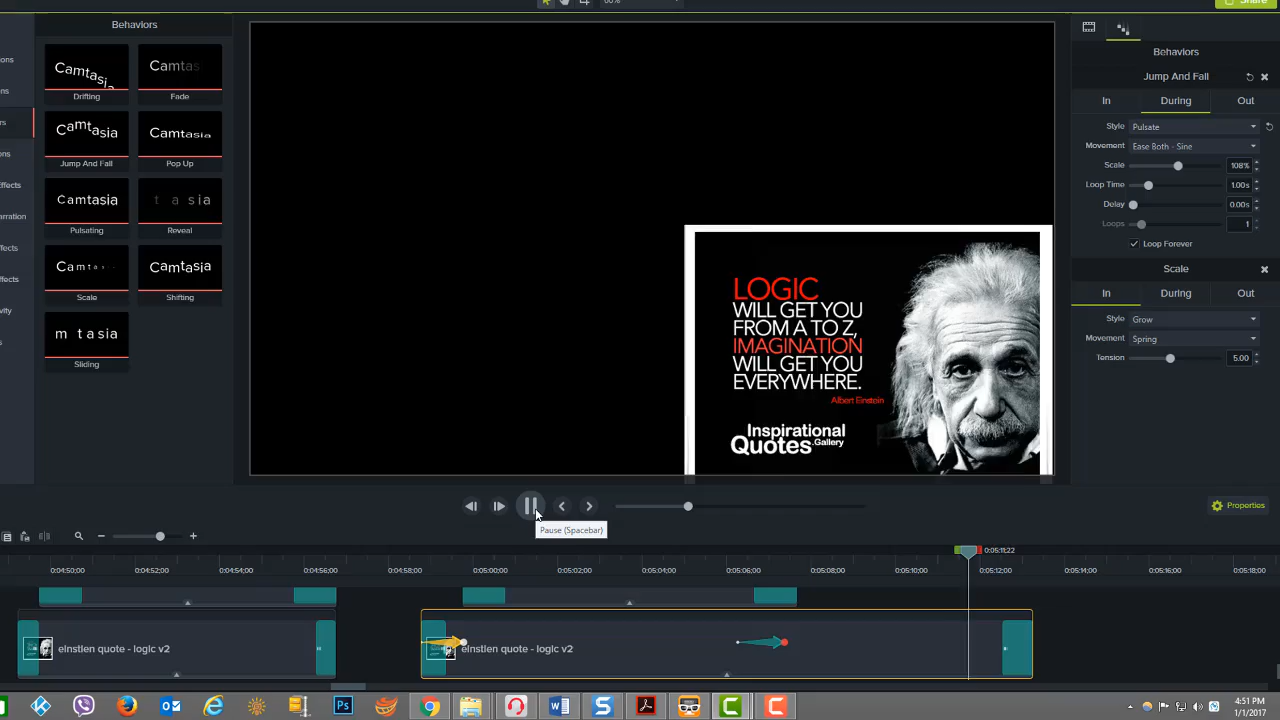 Share
Behaviors
Camtasia
Drifting
Camtas
Fade
Camtasia
Jump And Fall
Camtasia
Pop Up
Camtasia
Pulsating
t a sia
Reveal
Camtasia
Scale
Camtasia
Shifting
m tasia
Sliding
LOGIC
WILL GET YOU
FROM A TO Z,
IMAGINATION
WILL GET YOU
EVERYWHERE.
Albert Einstein
Inspirational
Quotes.Gallery
Behaviors
Jump And Fall
In During Out
Style Pulsate
Movement Ease Both - Sine
Scale 108%
Loop Time 1.00s
Delay 0.00s
Loops 1
Loop Forever
Scale
In During Out
Style Grow
Movement Spring
Tension 5.00
Pause (Spacebar)
Properties
0:05:11;22
0:04:50;00 0:04:52;00 0:04:54;00 0:04:56;00 0:04:58;00 0:05:00;00 0:05:02;00 0:05:04;00 0:05:06;00 0:05:08;00 0:05:10;00 0:05:12;00 0:05:14;00 0:05:16;00 0:05:18;00
einstien quote - logic v2
einstien quote - logic v2
4:51 PM
1/1/2017